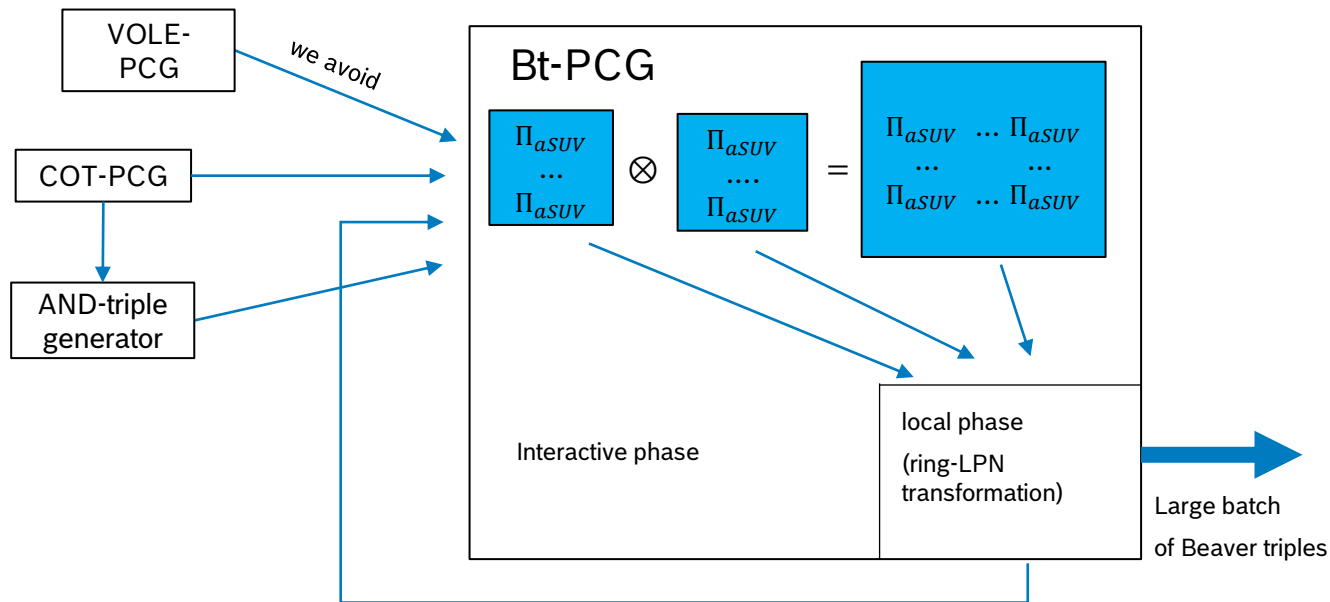 VOLE-
PCG
we avoid
COT-PCG
AND-triple
generator
Bt-PCG
Π_{aSUV}
...
Π_{aSUV}
⊗
Π_{aSUV}
....
Π_{aSUV}
=
Π_{aSUV} ... Π_{aSUV}
... ...
Π_{aSUV} ... Π_{aSUV}
Interactive phase
local phase
(ring-LPN
transformation)
Large batch
of Beaver triples